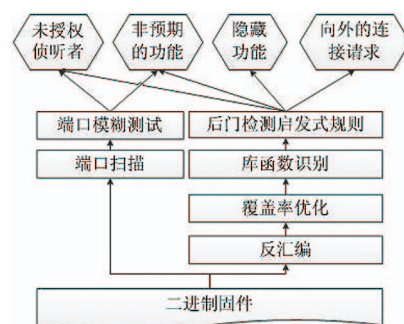 未授权
侦听者
非预期
的功能
隐藏
功能
向外的连
接请求
端口模糊测试
后门检测启发式规则
端口扫描
库函数识别
覆盖率优化
反汇编
二进制固件